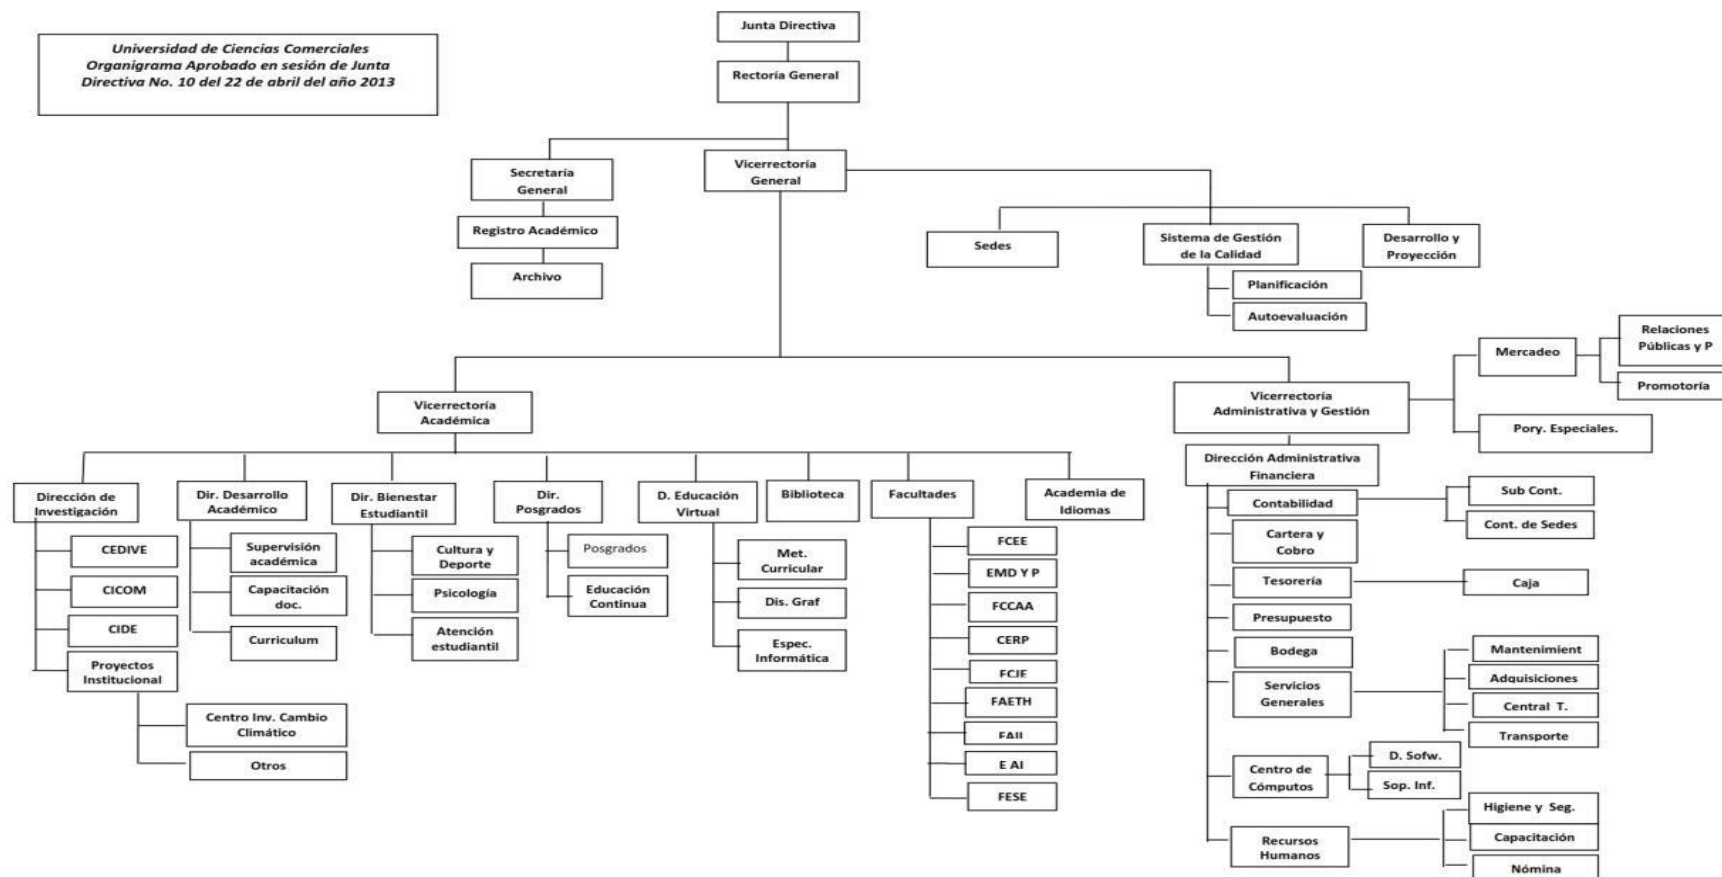 Universidad de Ciencias Comerciales
Organigrama Aprobado en sesión de Junta
Directiva No. 10 del 22 de abril del año 2013
Junta Directiva
Rectoría General
Secretaría
General
Vicerrectoría
General
Registro Académico
Archivo
Sedes
Sistema de Gestión
de la Calidad
Desarrollo y
Proyección
Planificación
Autoevaluación
Vicerrectoría
Académica
Vicerrectoría
Administrativa y Gestión
Mercadeo
Relaciones
Públicas y P
Promotoría
Pory. Especiales.
Dirección de
Investigación
CEDIVE
CICOM
CIDE
Proyectos
Institucional
Centro Inv. Cambio
Climático
Otros
Dir. Desarrollo
Académico
Supervisión
académica
Capacitación
doc.
Curriculum
Dir. Bienestar
Estudiantil
Cultura y
Deporte
Psicología
Atención
estudiantil
Dir.
Posgrados
Posgrados
Educación
Continua
D. Educación
Virtual
Met.
Curricular
Dis. Graf
Espec.
Informática
Biblioteca
Facultades
FCEE
EMD Y P
FCCAA
CERP
FCJE
FAETH
E AI
FESE
Academia de
Idiomas
Dirección Administrativa
Financiera
Contabilidad
Sub Cont.
Cont. de Sedes
Cartera y
Cobro
Tesorería
Caja
Presupuesto
Bodega
Servicios
Generales
Mantenimient
Adquisiciones
Central T.
Transporte
Centro de
Cómputos
D. Sofw.
Sop. Inf.
Recursos
Humanos
Higiene y Seg.
Capacitación
Nómina